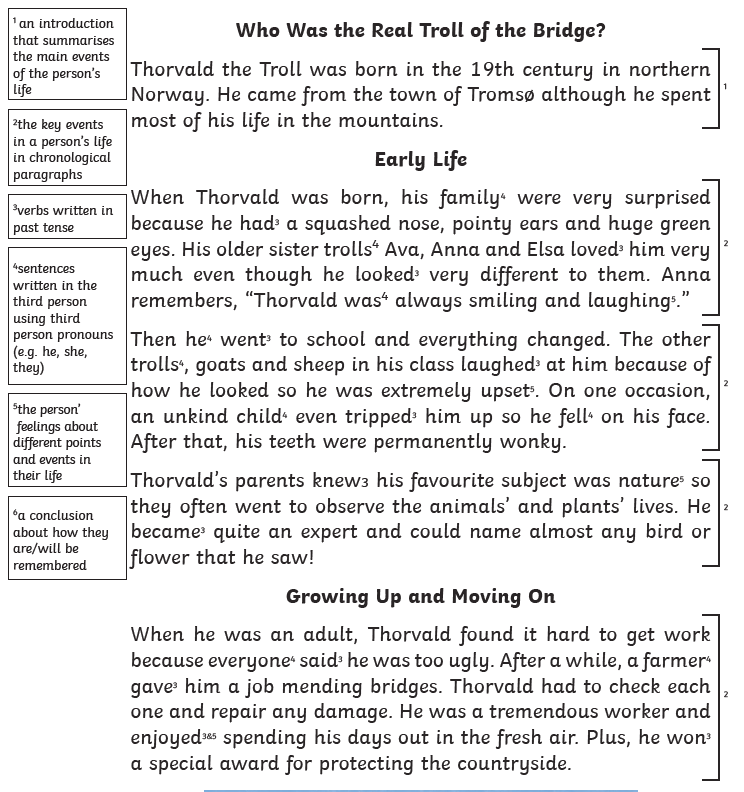 ¹ an introduction
that summarises
the main events
of the person's
life
²the key events
in a person's life
in chronological
paragraphs
³verbs written in
past tense
⁴sentences
written in the
third person
using third
person pronouns
(e.g. he, she,
they)
⁵the person'
feelings about
different points
and events in
their life
⁶a conclusion
about how they
are/will be
remembered
Who Was the Real Troll of the Bridge?
Thorvald the Troll was born in the 19th century in northern
Norway. He came from the town of Tromsø although he spent
most of his life in the mountains.
¹
Early Life
When Thorvald was born, his family⁴ were very surprised
because he had³ a squashed nose, pointy ears and huge green
eyes. His older sister trolls⁴ Ava, Anna and Elsa loved³ him very
much even though he looked³ very different to them. Anna
remembers, “Thorvald was⁴ always smiling and laughing⁵.”
²
Then he⁴ went³ to school and everything changed. The other
trolls⁴, goats and sheep in his class laughed³ at him because of
how he looked so he was extremely upset⁵. On one occasion,
an unkind child⁴ even tripped³ him up so he fell⁴ on his face.
After that, his teeth were permanently wonky.
²
Thorvald's parents knew3 his favourite subject was nature⁵ so
they often went to observe the animals' and plants' lives. He
became³ quite an expert and could name almost any bird or
flower that he saw!
²
Growing Up and Moving On
When he was an adult, Thorvald found it hard to get work
because everyone⁴ said³ he was too ugly. After a while, a farmer⁴
gave³ him a job mending bridges. Thorvald had to check each
one and repair any damage. He was a tremendous worker and
enjoyed³&⁵ spending his days out in the fresh air. Plus, he won³
a special award for protecting the countryside.
²